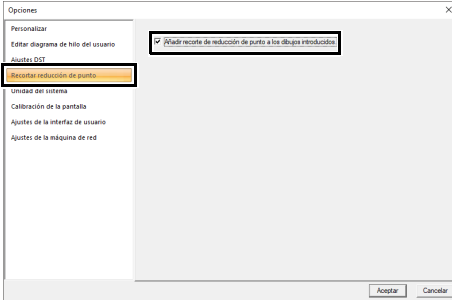 Opciones
Personalizar
Editar diagrama de hilo del usuario
Ajustes DST
Recortar reducción de punto
Unidad del sistema
Calibración de la pantalla
Ajustes de la interfaz de usuario
Ajustes de la máquina de red
Añadir recorte de reducción de punto a los dibujos introducidos.
Aceptar
Cancelar